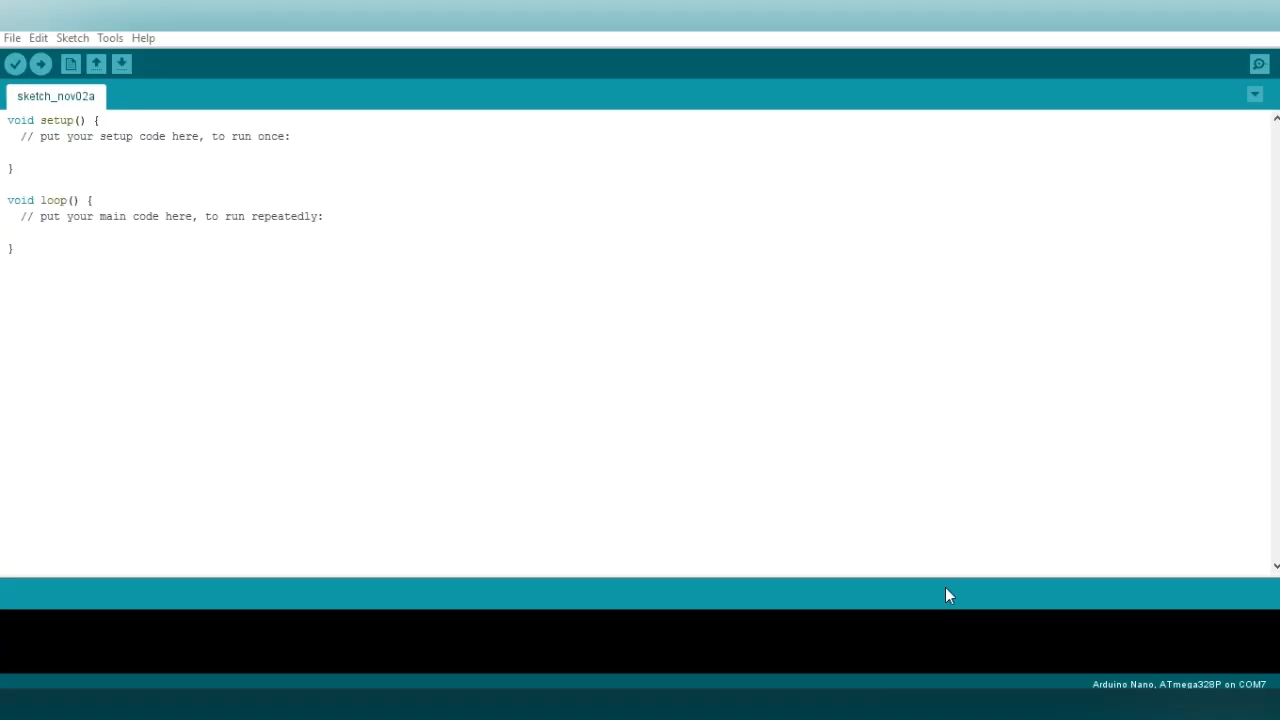 File Edit Sketch Tools Help
sketch_nov02a
void setup() {
  // put your setup code here, to run once:
}
void loop() {
  // put your main code here, to run repeatedly:
}
Arduino Nano, ATmega328P on COM7